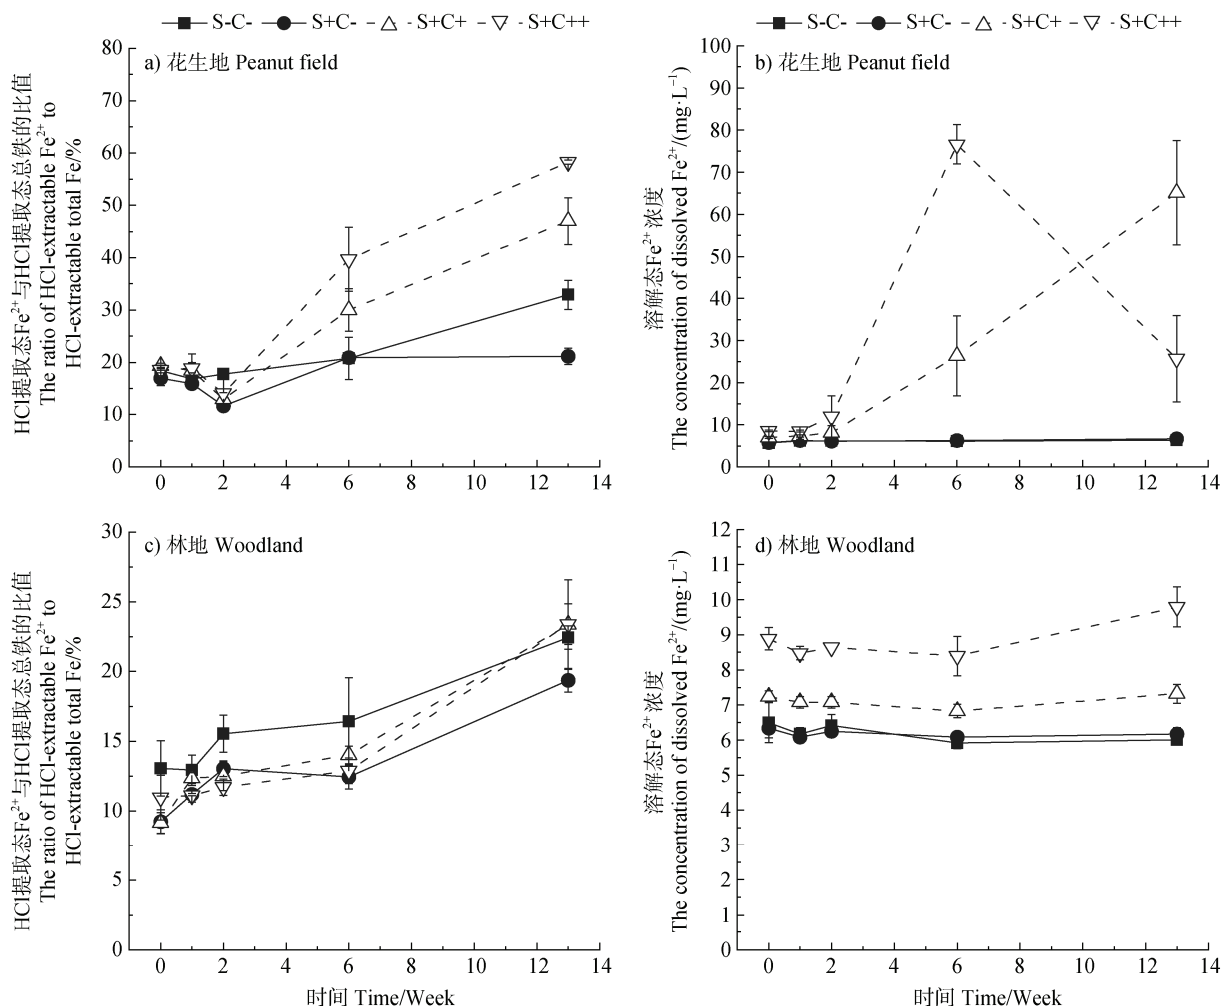 S-C- S+C- S+C+ S+C++
S-C- S+C- S+C+ S+C++
a) 花生地 Peanut field
HCl提取态Fe²⁺与HCl提取态总铁的比值
The ratio of HCl-extractable Fe²⁺ to
HCl-extractable total Fe/%
80
70
60
50
40
30
20
10
0
0 2 4 6 8 10 12 14
b) 花生地 Peanut field
溶解态Fe²⁺浓度
The concentration of dissolved Fe²⁺/(mg·L⁻¹)
100
90
80
70
60
50
40
30
20
10
0
0 2 4 6 8 10 12 14
c) 林地 Woodland
HCl提取态Fe²⁺与HCl提取态总铁的比值
The ratio of HCl-extractable Fe²⁺ to
HCl-extractable total Fe/%
30
25
20
15
10
5
0
0 2 4 6 8 10 12 14
时间 Time/Week
d) 林地 Woodland
溶解态Fe²⁺浓度
The concentration of dissolved Fe²⁺/(mg·L⁻¹)
12
11
10
9
8
7
6
5
4
3
2
1
0
0 2 4 6 8 10 12 14
时间 Time/Week